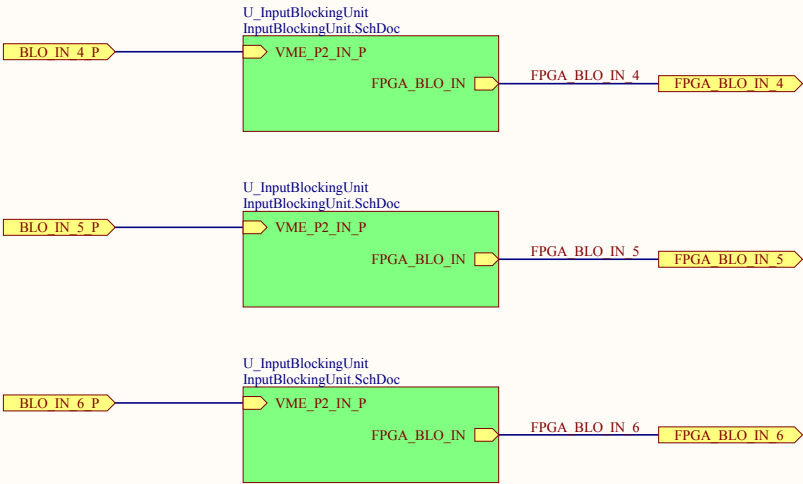 U_InputBlockingUnit
InputBlockingUnit.SchDoc
BLO_IN_4_P
VME_P2_IN_P
FPGA_BLO_IN
FPGA_BLO_IN_4
FPGA_BLO_IN_4
U_InputBlockingUnit
InputBlockingUnit.SchDoc
BLO_IN_5_P
VME_P2_IN_P
FPGA_BLO_IN
FPGA_BLO_IN_5
FPGA_BLO_IN_5
U_InputBlockingUnit
InputBlockingUnit.SchDoc
BLO_IN_6_P
VME_P2_IN_P
FPGA_BLO_IN
FPGA_BLO_IN_6
FPGA_BLO_IN_6